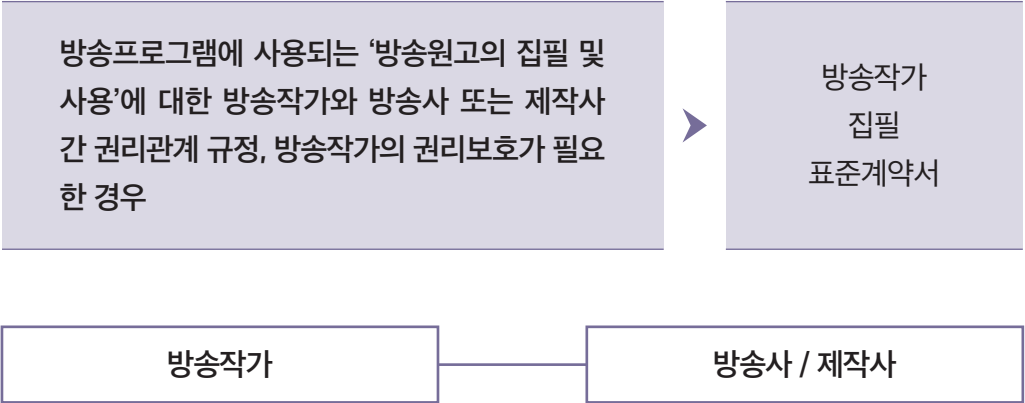 방송프로그램에 사용되는 ‘방송원고의 집필 및
사용’에 대한 방송작가와 방송사 또는 제작사
간 권리관계 규정, 방송작가의 권리보호가 필요
한 경우
방송작가
집필
표준계약서
방송작가
방송사 / 제작사